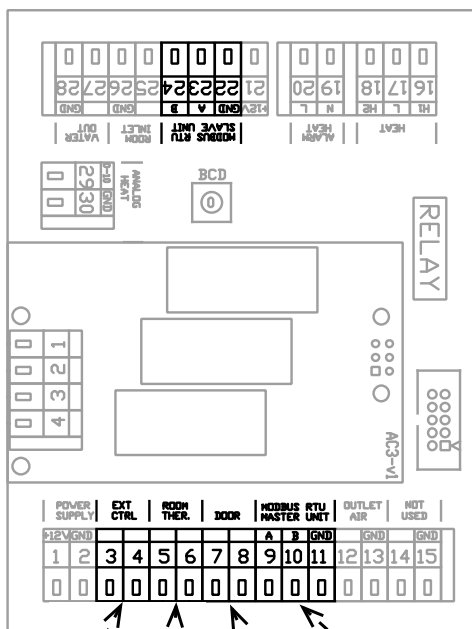 28 27 26 25 24 23 22 21 20 19 18 17 16
GND GND B A GND +12V L N H2 L H1
WATER OUT ROOM INLET MODBUS RTU SLAVE UNIT ALARM HEAT HEAT
29 0-10
30 GND
ANALOG HEAT
BCD
RELAY
1
2
3
4
AC3-v1
POWER SUPPLY EXT CTRL ROOM THER. DOOR MODBUS RTU MASTER UNIT OUTLET AIR NOT USED
+12V GND A B GND GND GND
1 2 3 4 5 6 7 8 9 10 11 12 13 14 15